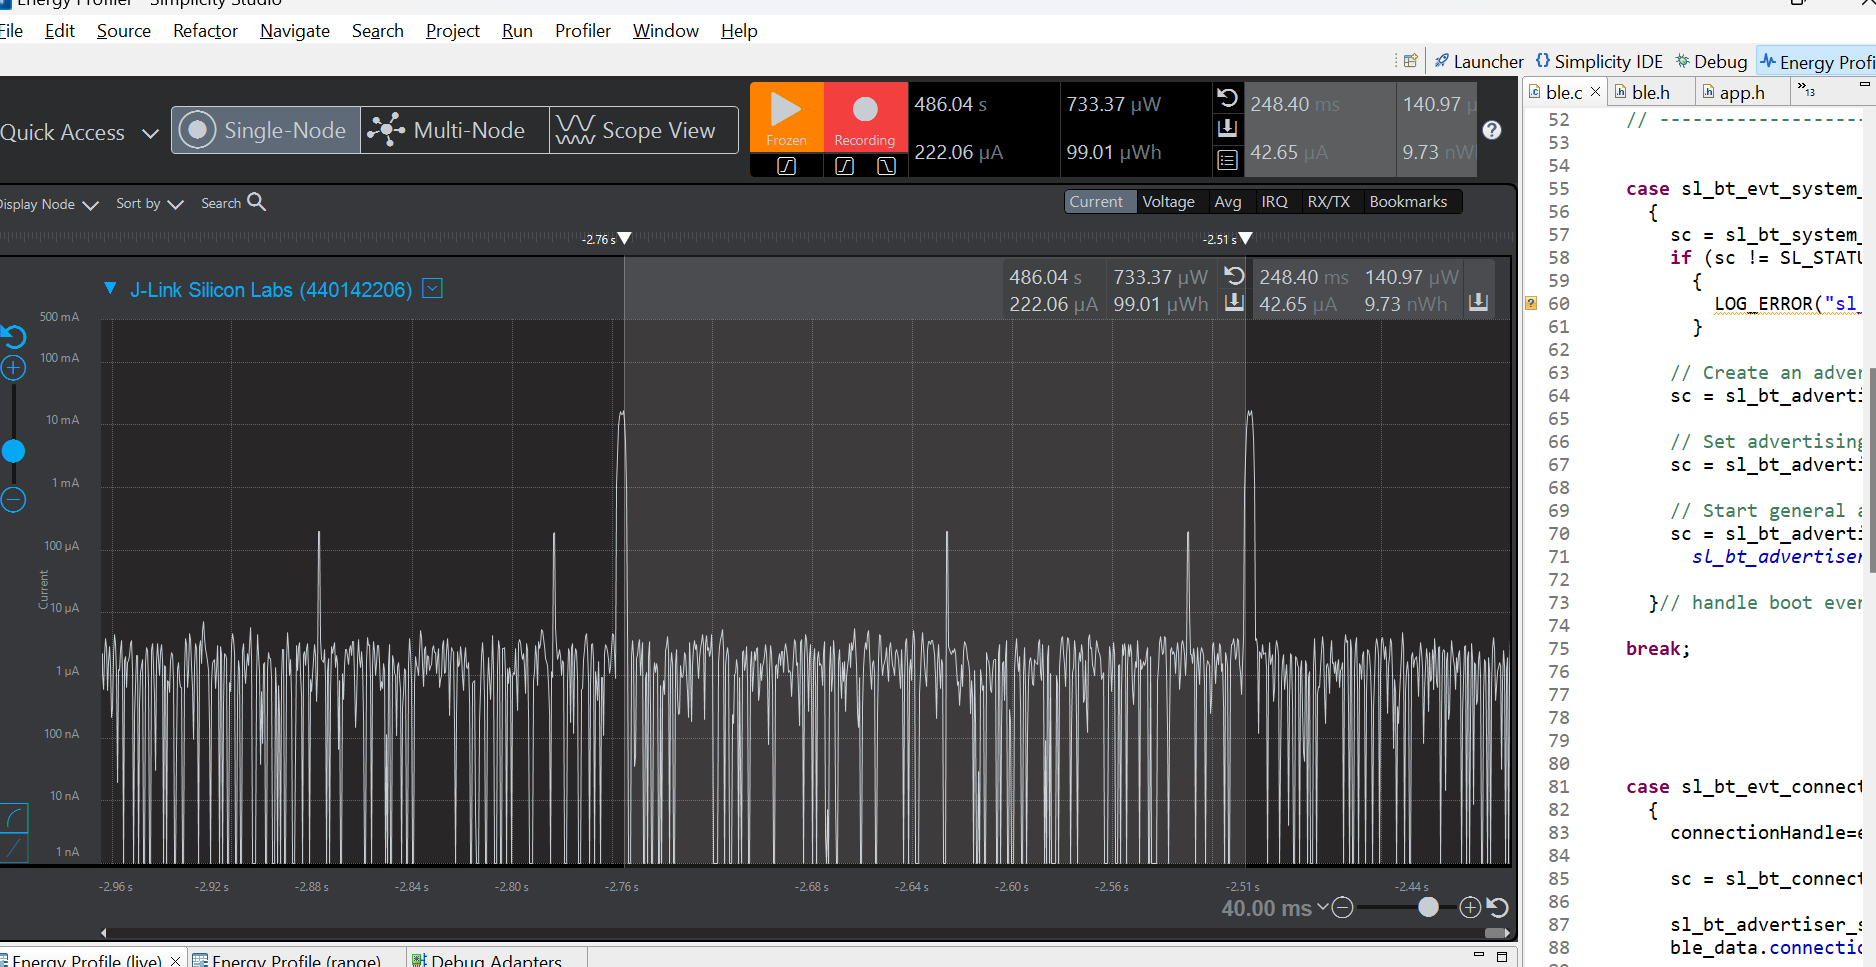 Energy Profiler - Simplicity Studio
File Edit Source Refactor Navigate Search Project Run Profiler Window Help
Launcher {} Simplicity IDE Debug Energy Profi
ble.c ble.h app.h »13
Quick Access Single-Node Multi-Node Scope View
Frozen Recording
486.04 s 733.37 µW 248.40 ms 140.97 µ
222.06 µA 99.01 µWh 42.65 µA 9.73 nW
Display Node Sort by Search
Current Voltage Avg IRQ RX/TX Bookmarks
-2.76 s -2.51 s
J-Link Silicon Labs (440142206)
486.04 s 733.37 µW 248.40 ms 140.97 µW
222.06 µA 99.01 µWh 42.65 µA 9.73 nWh
500 mA
100 mA
10 mA
1 mA
100 µA
10 µA
1 µA
100 nA
10 nA
1 nA
Current
-2.96 s -2.92 s -2.88 s -2.84 s -2.80 s -2.76 s -2.68 s -2.64 s -2.60 s -2.56 s -2.51 s -2.44 s
40.00 ms
Energy Profile (live) Energy Profile (range) Debug Adapters
52 // -------------------
53
54
55 case sl_bt_evt_system_
56 {
57 sc = sl_bt_system_
58 if (sc != SL_STATU
59 {
60 LOG_ERROR("sl_
61 }
62
63 // Create an adver
64 sc = sl_bt_adverti
65
66 // Set advertising
67 sc = sl_bt_adverti
68
69 // Start general a
70 sc = sl_bt_adverti
71 sl_bt_advertiser
72
73 }// handle boot ever
74
75 break;
76
77
78
79
80
81 case sl_bt_evt_connect
82 {
83 connectionHandle=e
84
85 sc = sl_bt_connect
86
87 sl_bt_advertiser_s
88 ble_data.connectio